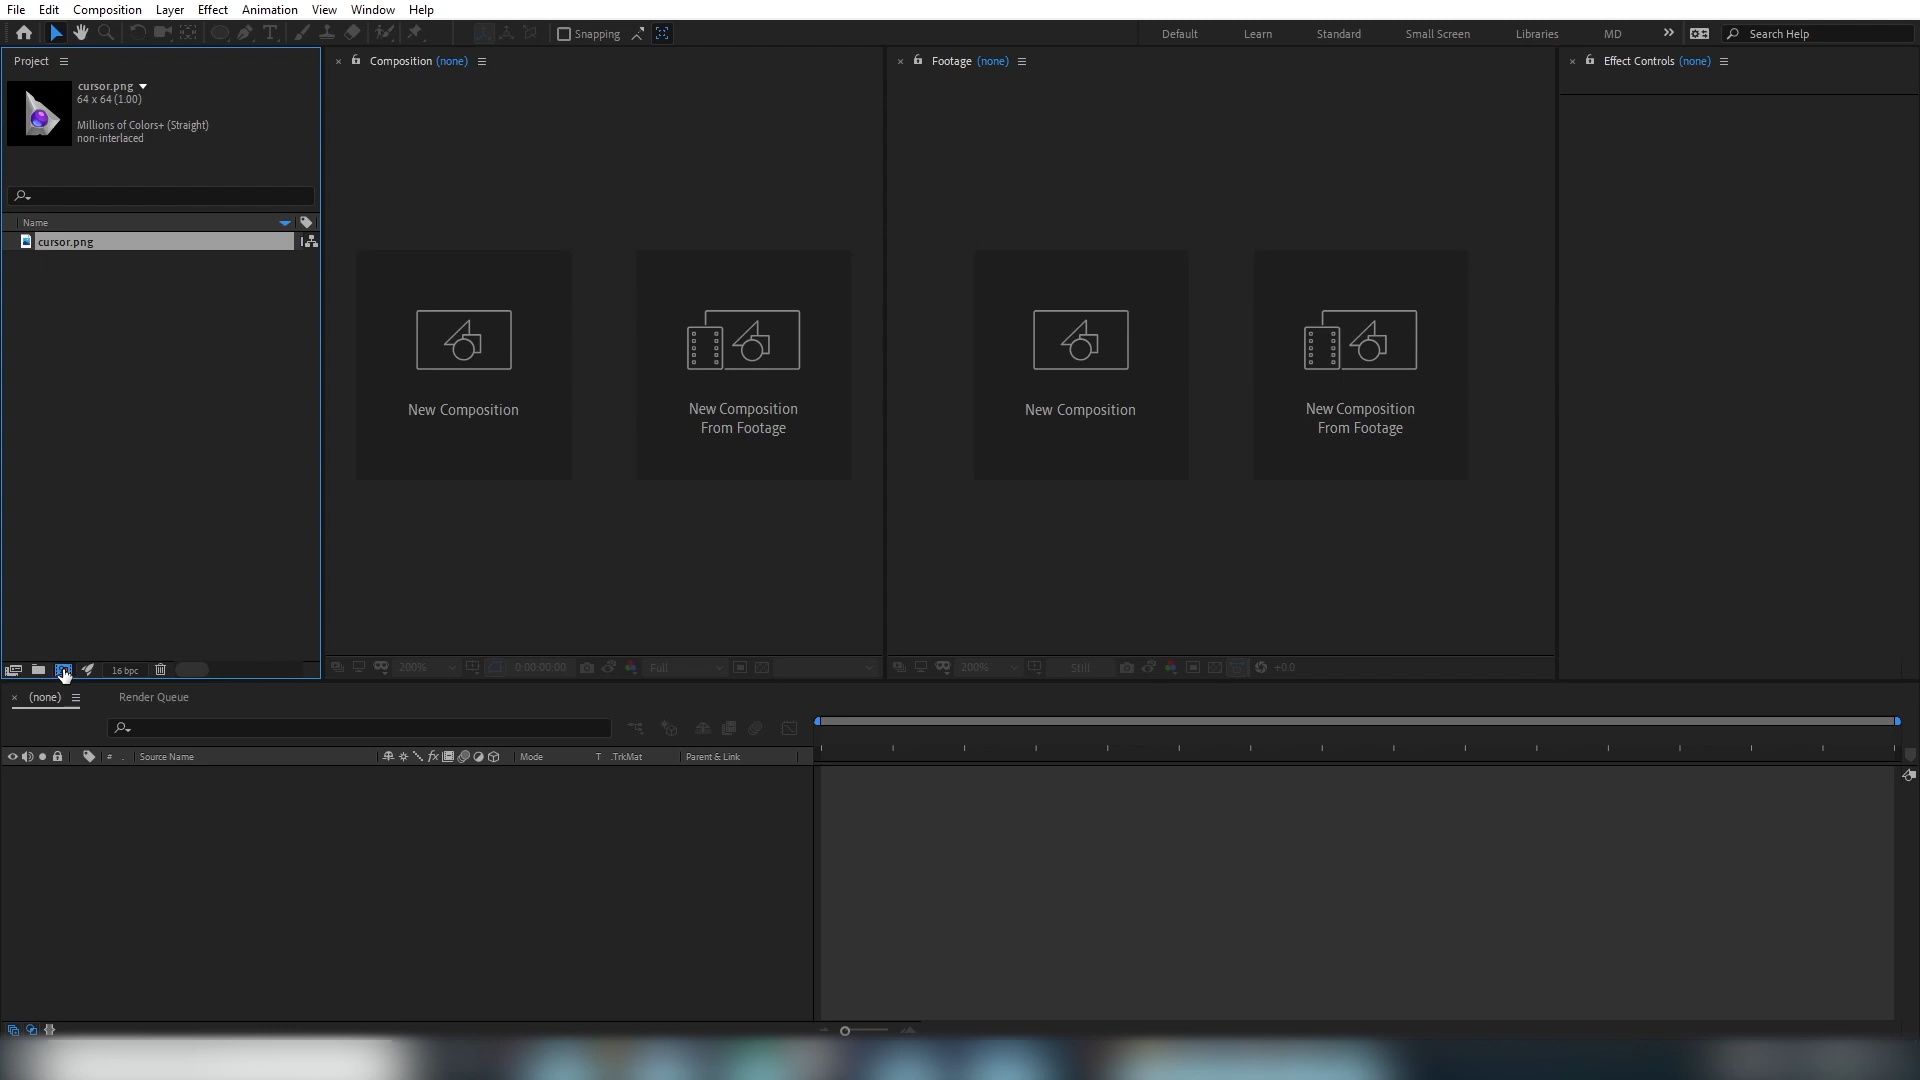 File Edit Composition Layer Effect Animation View Window Help
Snapping
Default Learn Standard Small Screen Libraries MD
Search Help
Project
Composition (none)
Footage (none)
Effect Controls (none)
cursor.png
64 x 64 (1.00)
Millions of Colors+ (Straight)
non-interlaced
Name
cursor.png
New Composition
New Composition
From Footage
New Composition
New Composition
From Footage
16 bpc
200%
0:00:00:00
Full
200%
Still
+0.0
(none)
Render Queue
# . Source Name
fx
Mode
T .TrkMat
Parent & Link